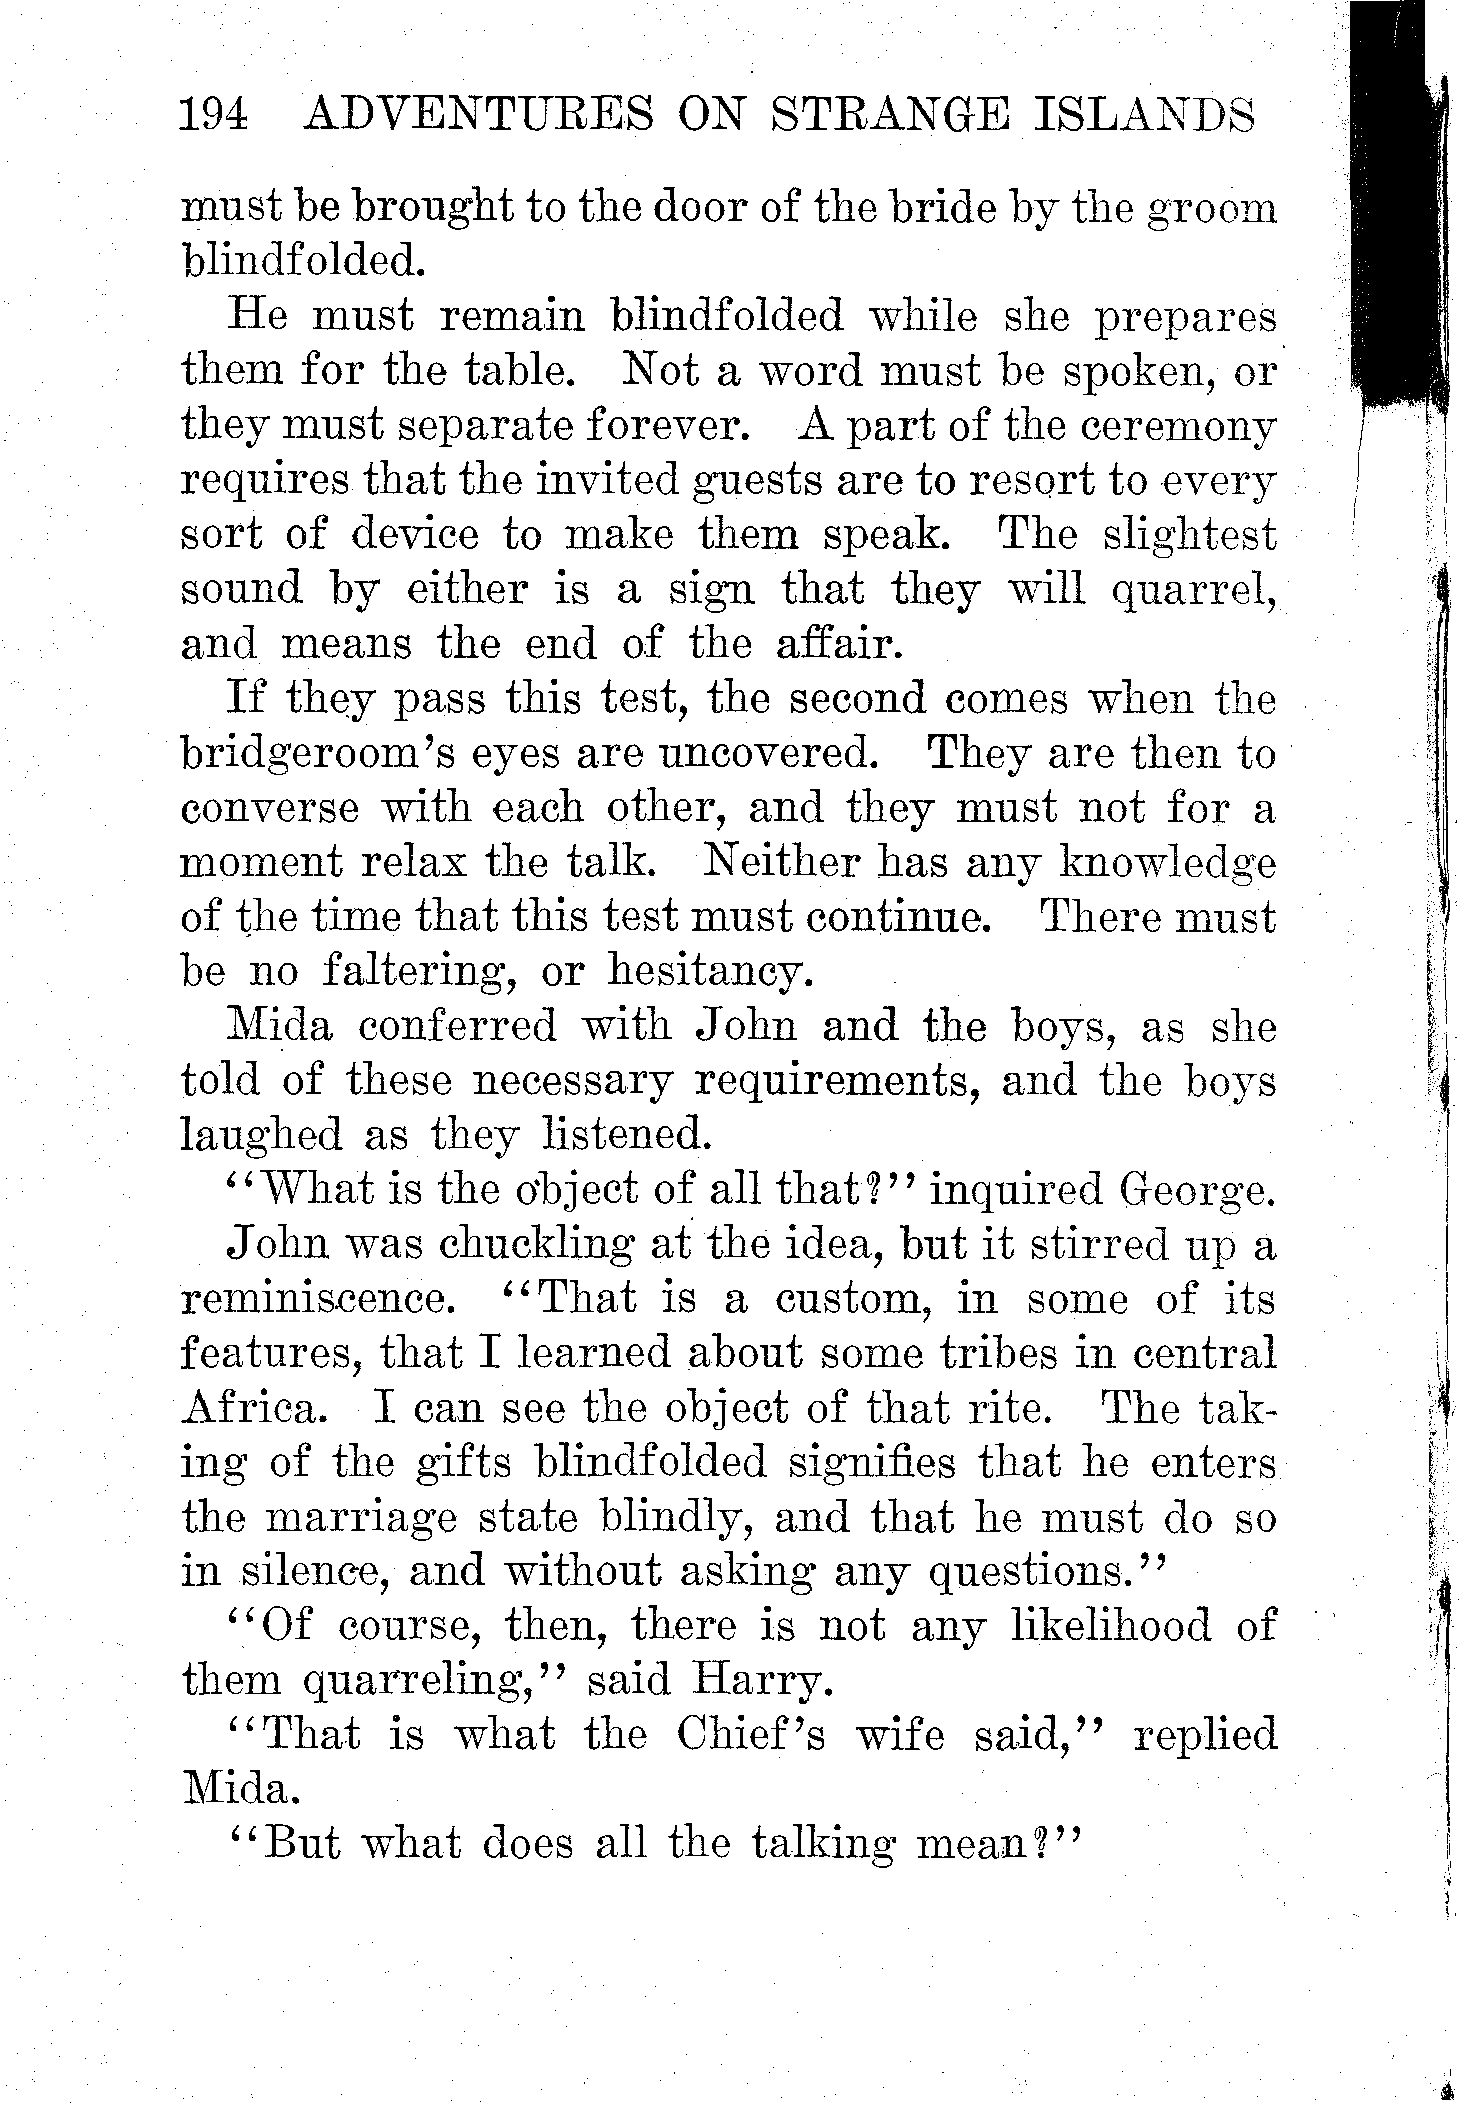 194 ADVENTURES ON STRANGE ISLANDS
must be brought to the door of the bride by the groom
blindfolded.
He must remain blindfolded while she prepares
them for the table. Not a word must be spoken, or
they must separate forever. A part of the ceremony
requires that the invited guests are to resort to every
sort of device to make them speak. The slightest
sound by either is a sign that they will quarrel,
and means the end of the affair.
If they pass this test, the second comes when the
bridgeroom's eyes are uncovered. They are then to
converse with each other, and they must not for a
moment relax the talk. Neither has any knowledge
of the time that this test must continue. There must
be no faltering, or hesitancy.
Mida conferred with John and the boys, as she
told of these necessary requirements, and the boys
laughed as they listened.
"What is the object of all that?" inquired George.
John was chuckling at the idea, but it stirred up a
reminiscence. "That is a custom, in some of its
features, that I learned about some tribes in central
Africa. I can see the object of that rite. The tak-
ing of the gifts blindfolded signifies that he enters
the marriage state blindly, and that he must do so
in silence, and without asking any questions."
"Of course, then, there is not any likelihood of
them quarreling," said Harry.
"That is what the Chief's wife said," replied
Mida.
"But what does all the talking mean?"